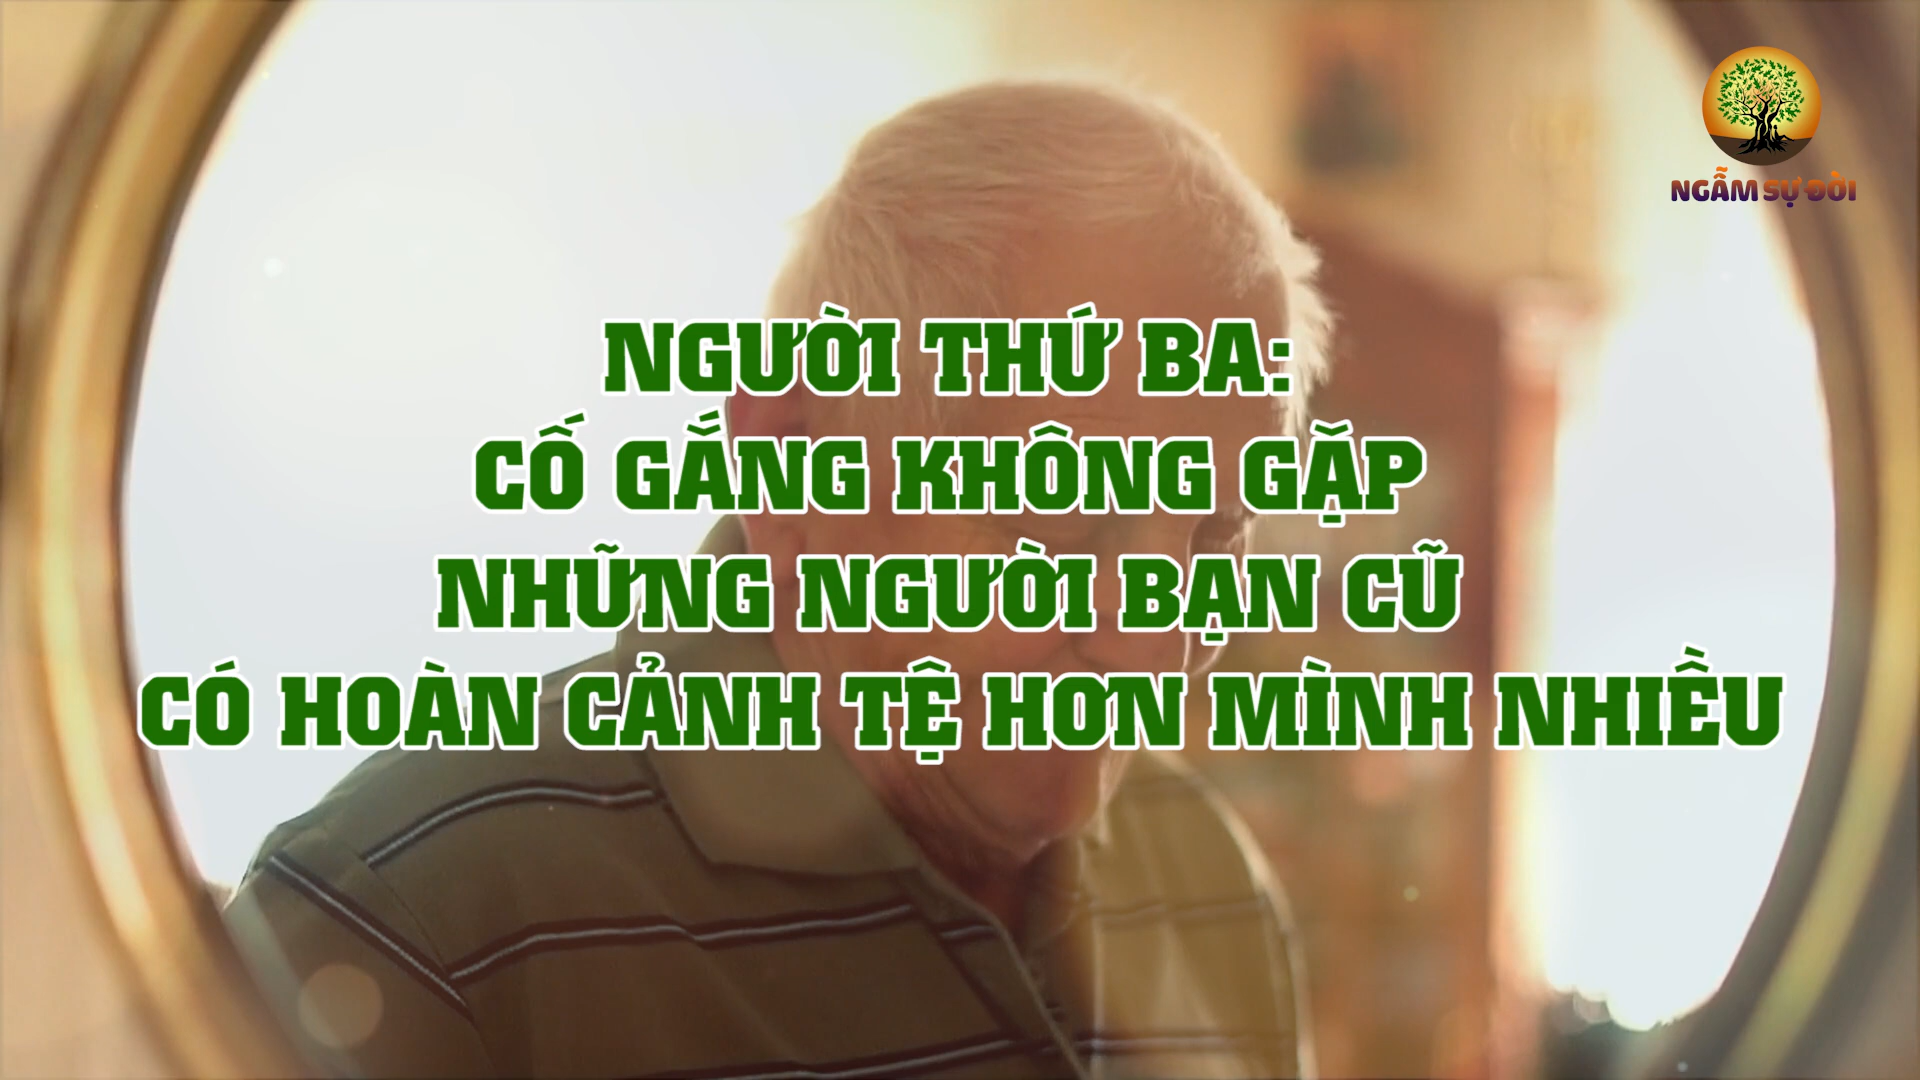 NGẪM SỰ ĐỜI
NGƯỜI THỨ BA:
CỐ GẮNG KHÔNG GẶP
NHỮNG NGƯỜI BẠN CŨ
CÓ HOÀN CẢNH TỆ HƠN MÌNH NHIỀU